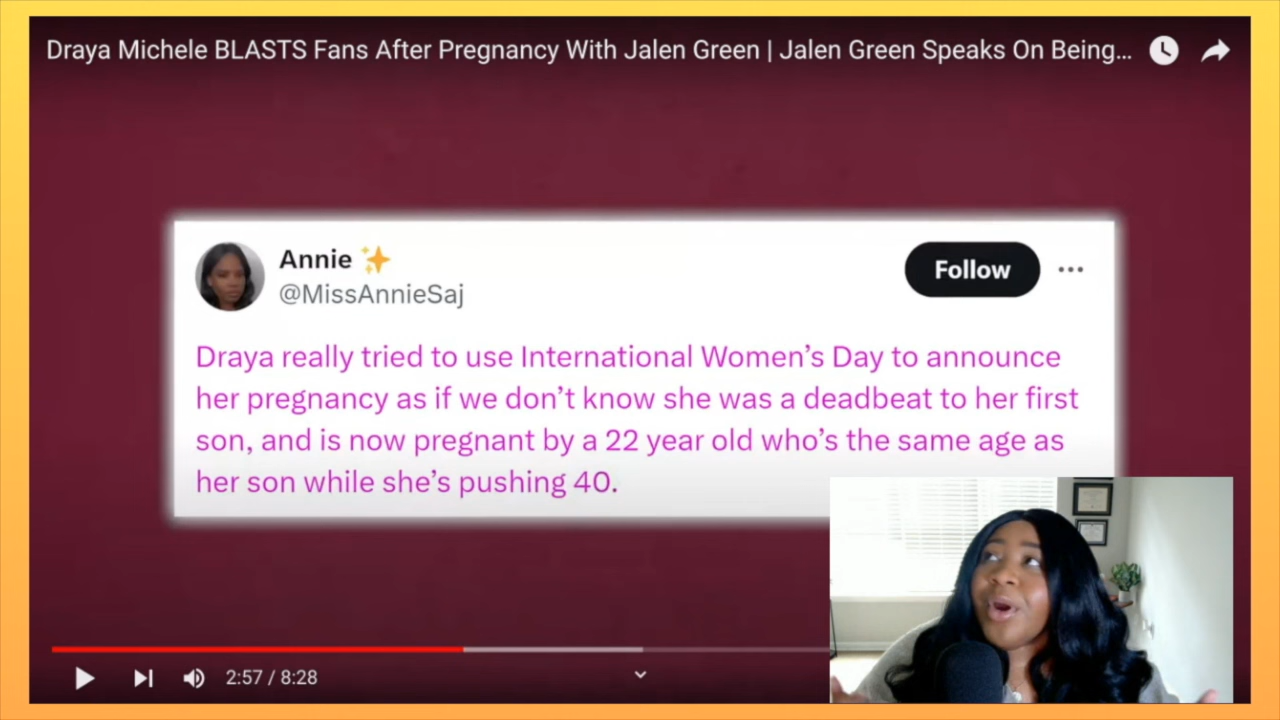 Draya Michele BLASTS Fans After Pregnancy With Jalen Green | Jalen Green Speaks On Being...
Annie ✨
@MissAnnieSaj
Follow
Draya really tried to use International Women’s Day to announce
her pregnancy as if we don’t know she was a deadbeat to her first
son, and is now pregnant by a 22 year old who’s the same age as
her son while she’s pushing 40.
2:57 / 8:28